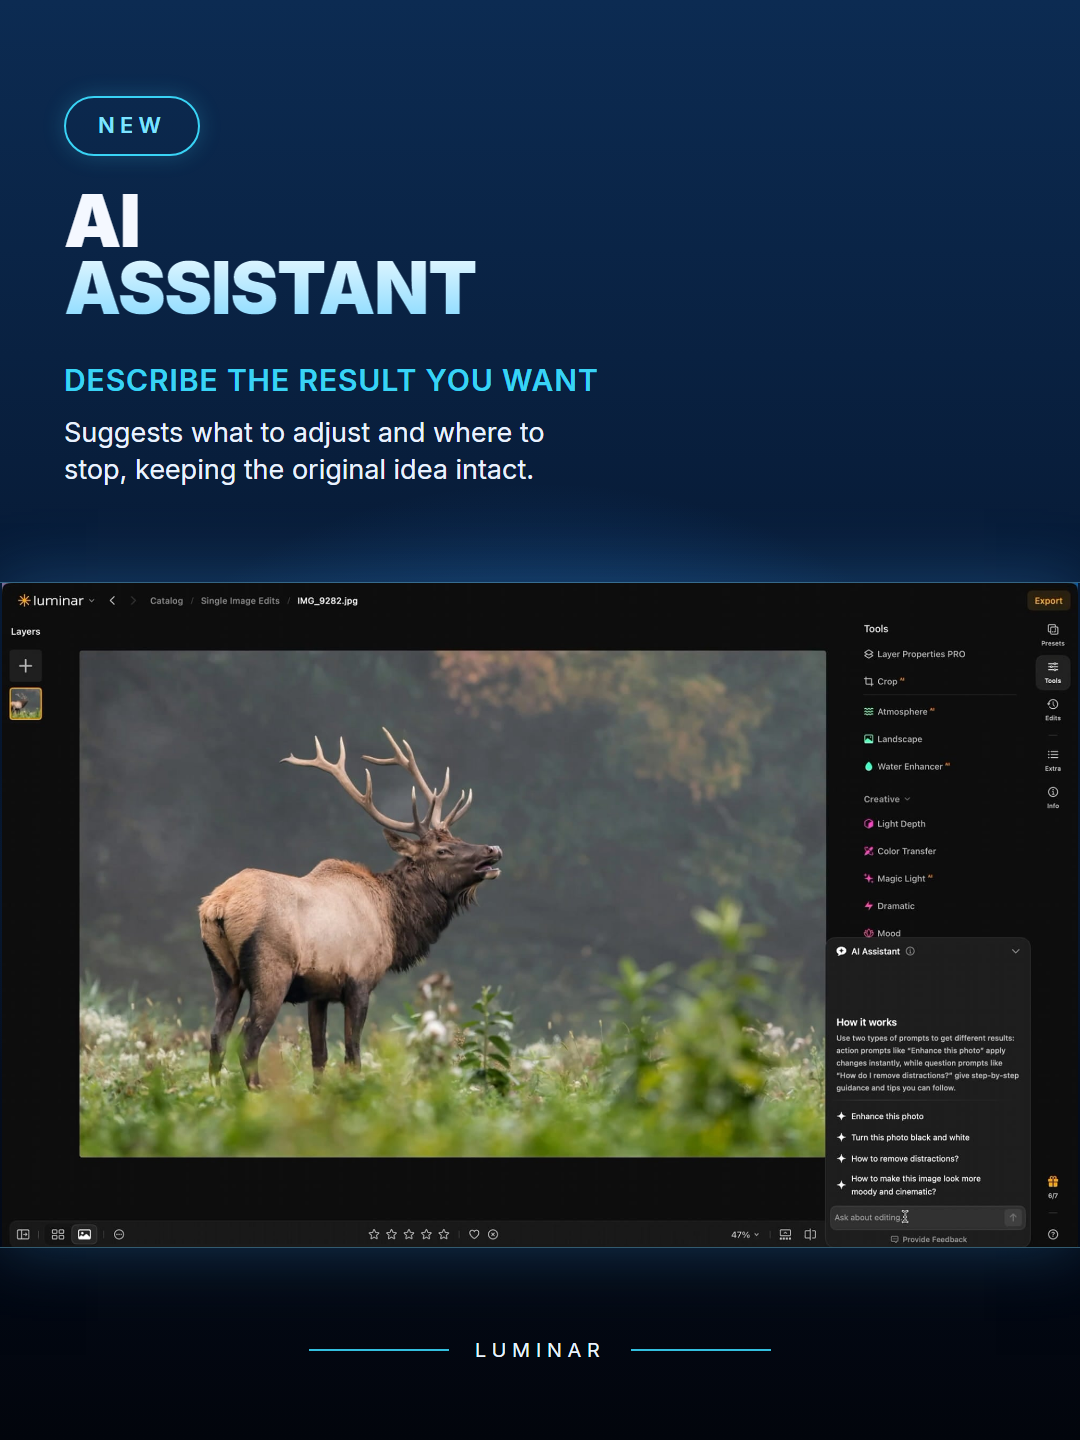 NEW
AI
ASSISTANT
DESCRIBE THE RESULT YOU WANT
Suggests what to adjust and where to
stop, keeping the original idea intact.
luminar
Catalog / Single Image Edits / IMG_9282.jpg
Export
Layers
Tools
Layer Properties PRO
Crop AI
Atmosphere AI
Landscape
Water Enhancer AI
Creative
Light Depth
Color Transfer
Magic Light AI
Dramatic
Mood
Presets
Tools
Edits
Extra
Info
AI Assistant
How it works
Use two types of prompts to get different results:
action prompts like "Enhance this photo" apply
changes instantly, while question prompts like
"How do I remove distractions?" give step-by-step
guidance and tips you can follow.
Enhance this photo
Turn this photo black and white
How to remove distractions?
How to make this image look more
moody and cinematic?
Ask about editing
Provide Feedback
6/7
47%
LUMINAR